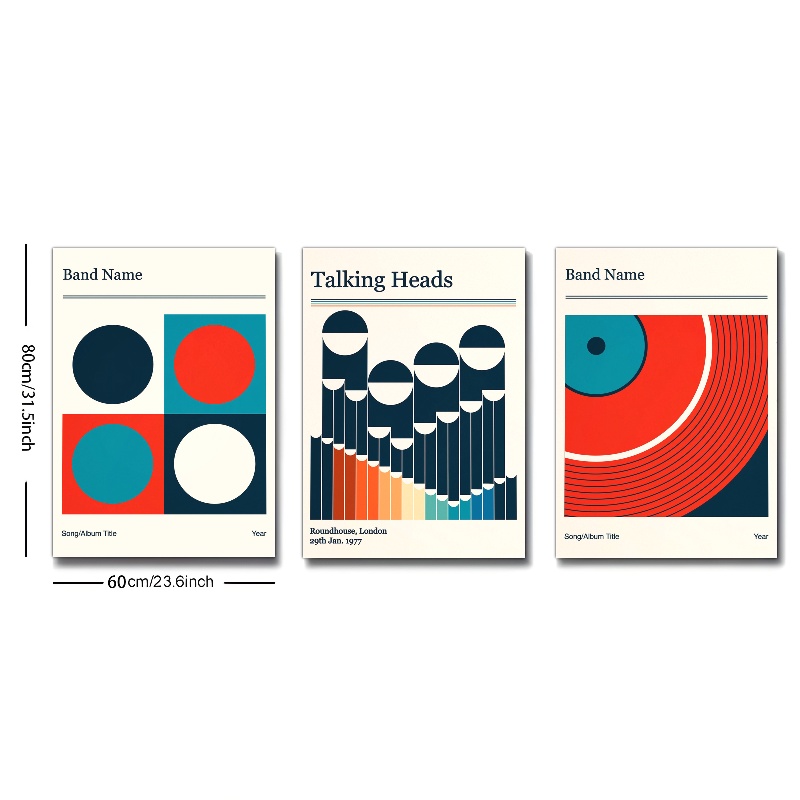 Band Name
Song/Album Title
Year
Talking Heads
Roundhouse, London
29th Jan. 1977
Band Name
Song/Album Title
Year
80cm/31.5inch
60cm/23.6inch